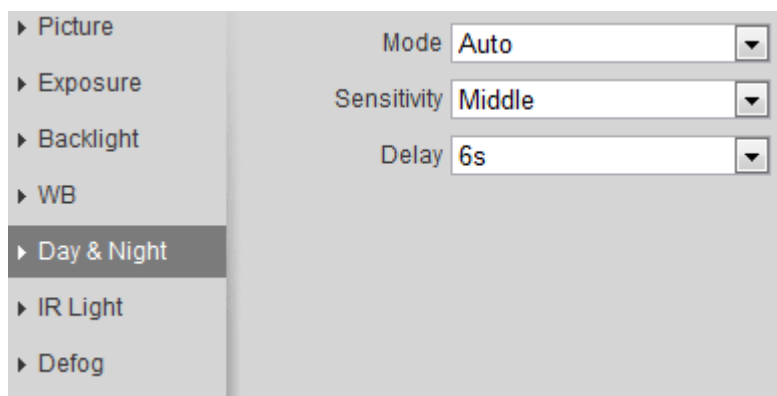 Picture
Exposure
Backlight
WB
Day & Night
IR Light
Defog
Mode Auto
Sensitivity Middle
Delay 6s